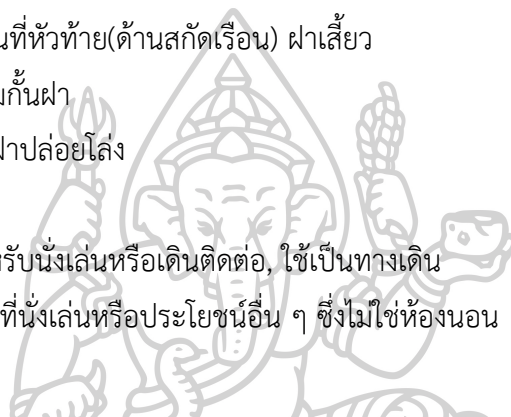 นที่หัวท้าย(ด้านสกัดเรือน) ฝาเสี้ยว
มกั้นฝา
ฝาปล่อยโล่ง
หรับนั่งเล่นหรือเดินติดต่อ, ใช้เป็นทางเดิน
ที่นั่งเล่นหรือประโยชน์อื่น ๆ ซึ่งไม่ใช่ห้องนอน